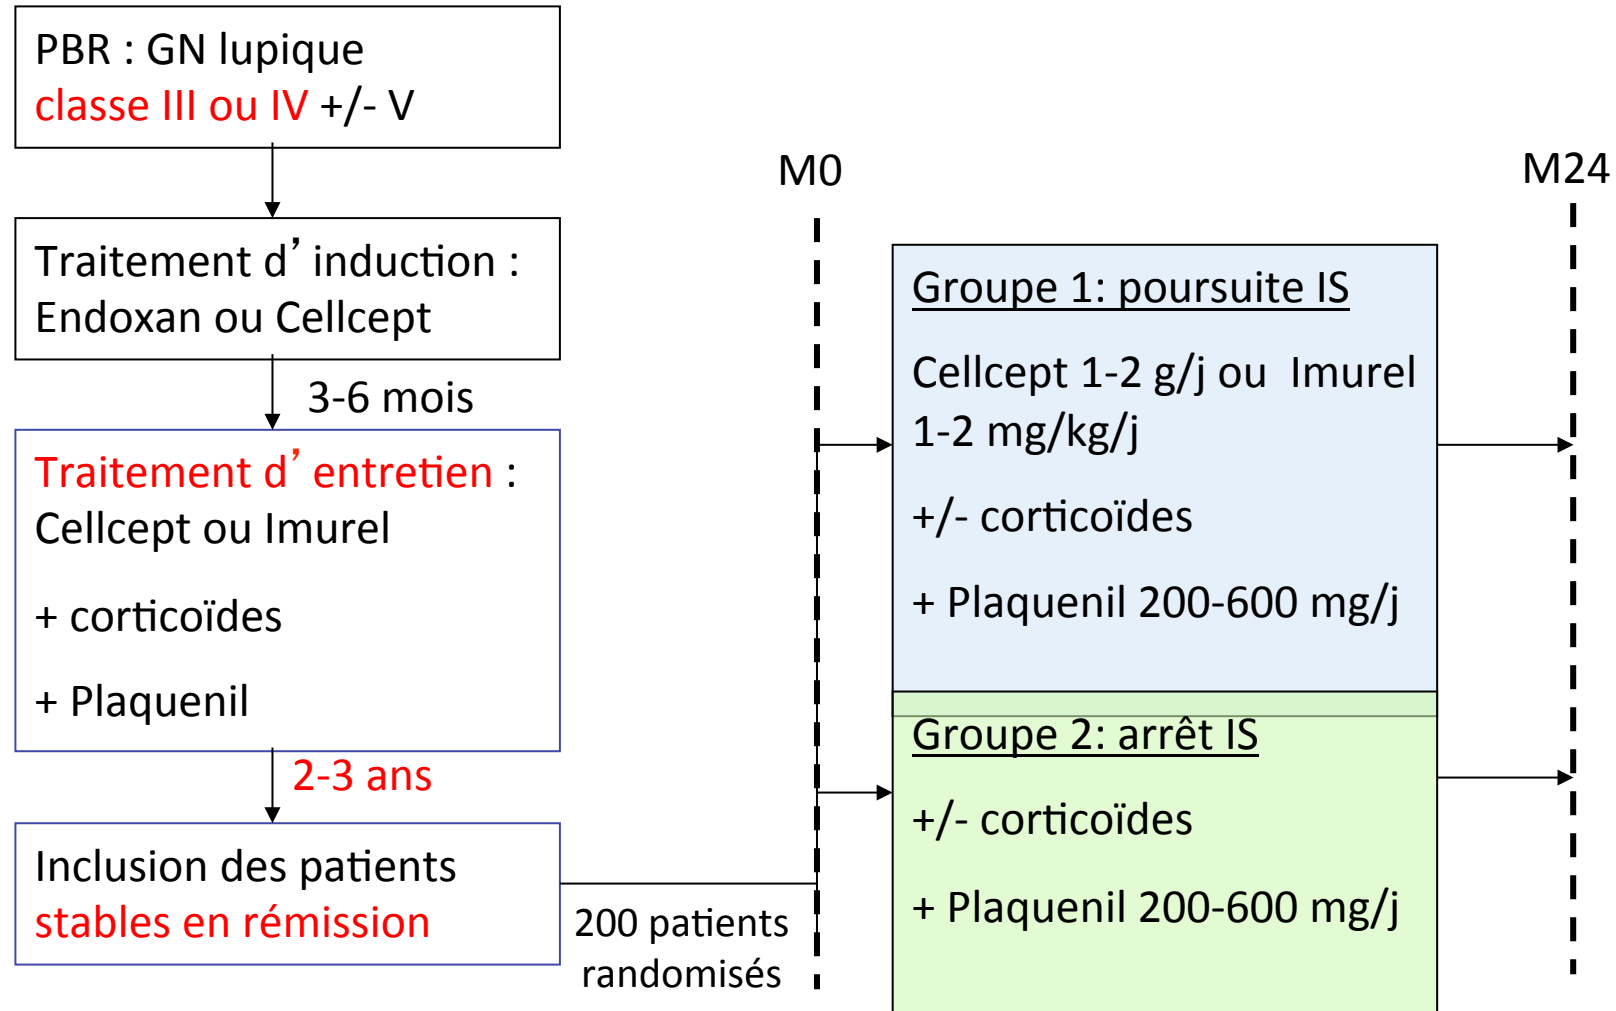 PBR : GN lupique
classe III ou IV +/- V
Traitement d’ induction :
Endoxan ou Cellcept
3-6 mois
Traitement d’ entretien :
Cellcept ou Imurel
+ corticoïdes
+ Plaquenil
2-3 ans
Inclusion des patients
stables en rémission
200 patients
randomisés
M0
M24
Groupe 1: poursuite IS
Cellcept 1-2 g/j ou Imurel
1-2 mg/kg/j
+/- corticoïdes
+ Plaquenil 200-600 mg/j
Groupe 2: arrêt IS
+/- corticoïdes
+ Plaquenil 200-600 mg/j